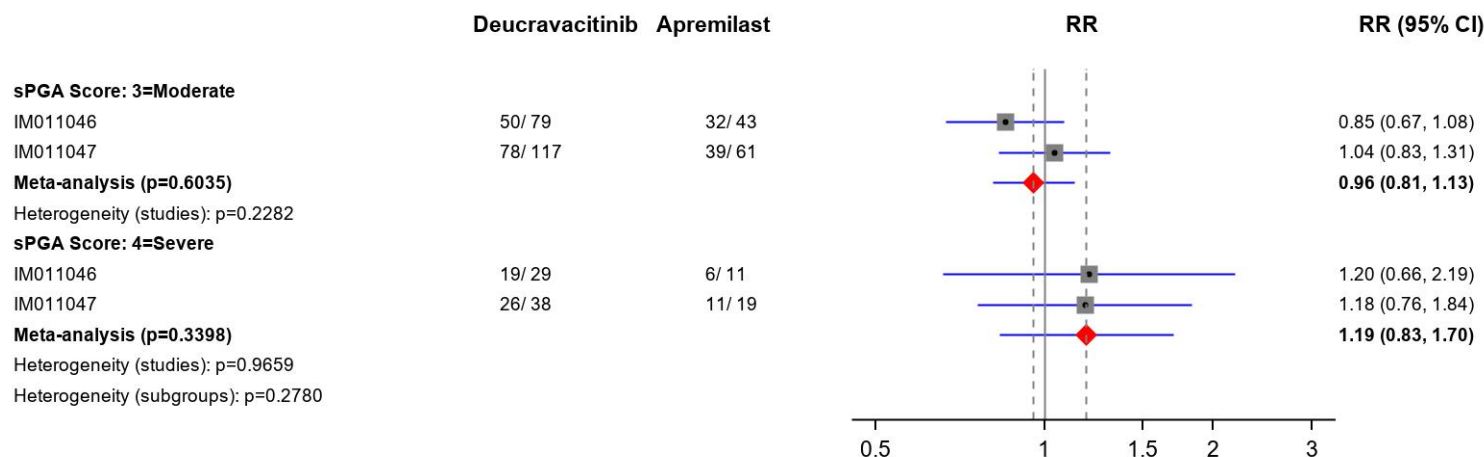 Deucravacitinib Apremilast RR RR (95% CI)
sPGA Score: 3=Moderate
IM011046 50/ 79 32/ 43 0.85 (0.67, 1.08)
IM011047 78/ 117 39/ 61 1.04 (0.83, 1.31)
Meta-analysis (p=0.6035) 0.96 (0.81, 1.13)
Heterogeneity (studies): p=0.2282
sPGA Score: 4=Severe
IM011046 19/ 29 6/ 11 1.20 (0.66, 2.19)
IM011047 26/ 38 11/ 19 1.18 (0.76, 1.84)
Meta-analysis (p=0.3398) 1.19 (0.83, 1.70)
Heterogeneity (studies): p=0.9659
Heterogeneity (subgroups): p=0.2780
0.5 1 1.5 2 3